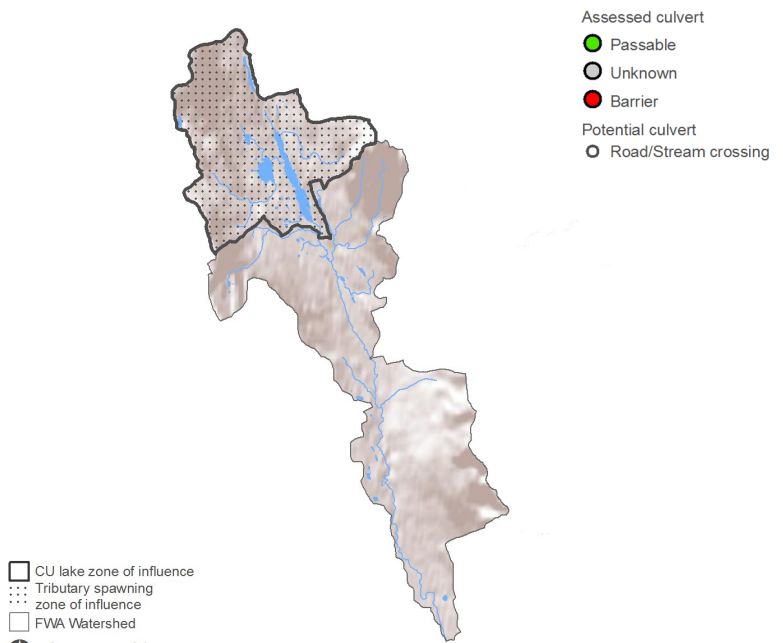 Assessed culvert
Passable
Unknown
Barrier
Potential culvert
Road/Stream crossing
CU lake zone of influence
Tributary spawning
zone of influence
FWA Watershed